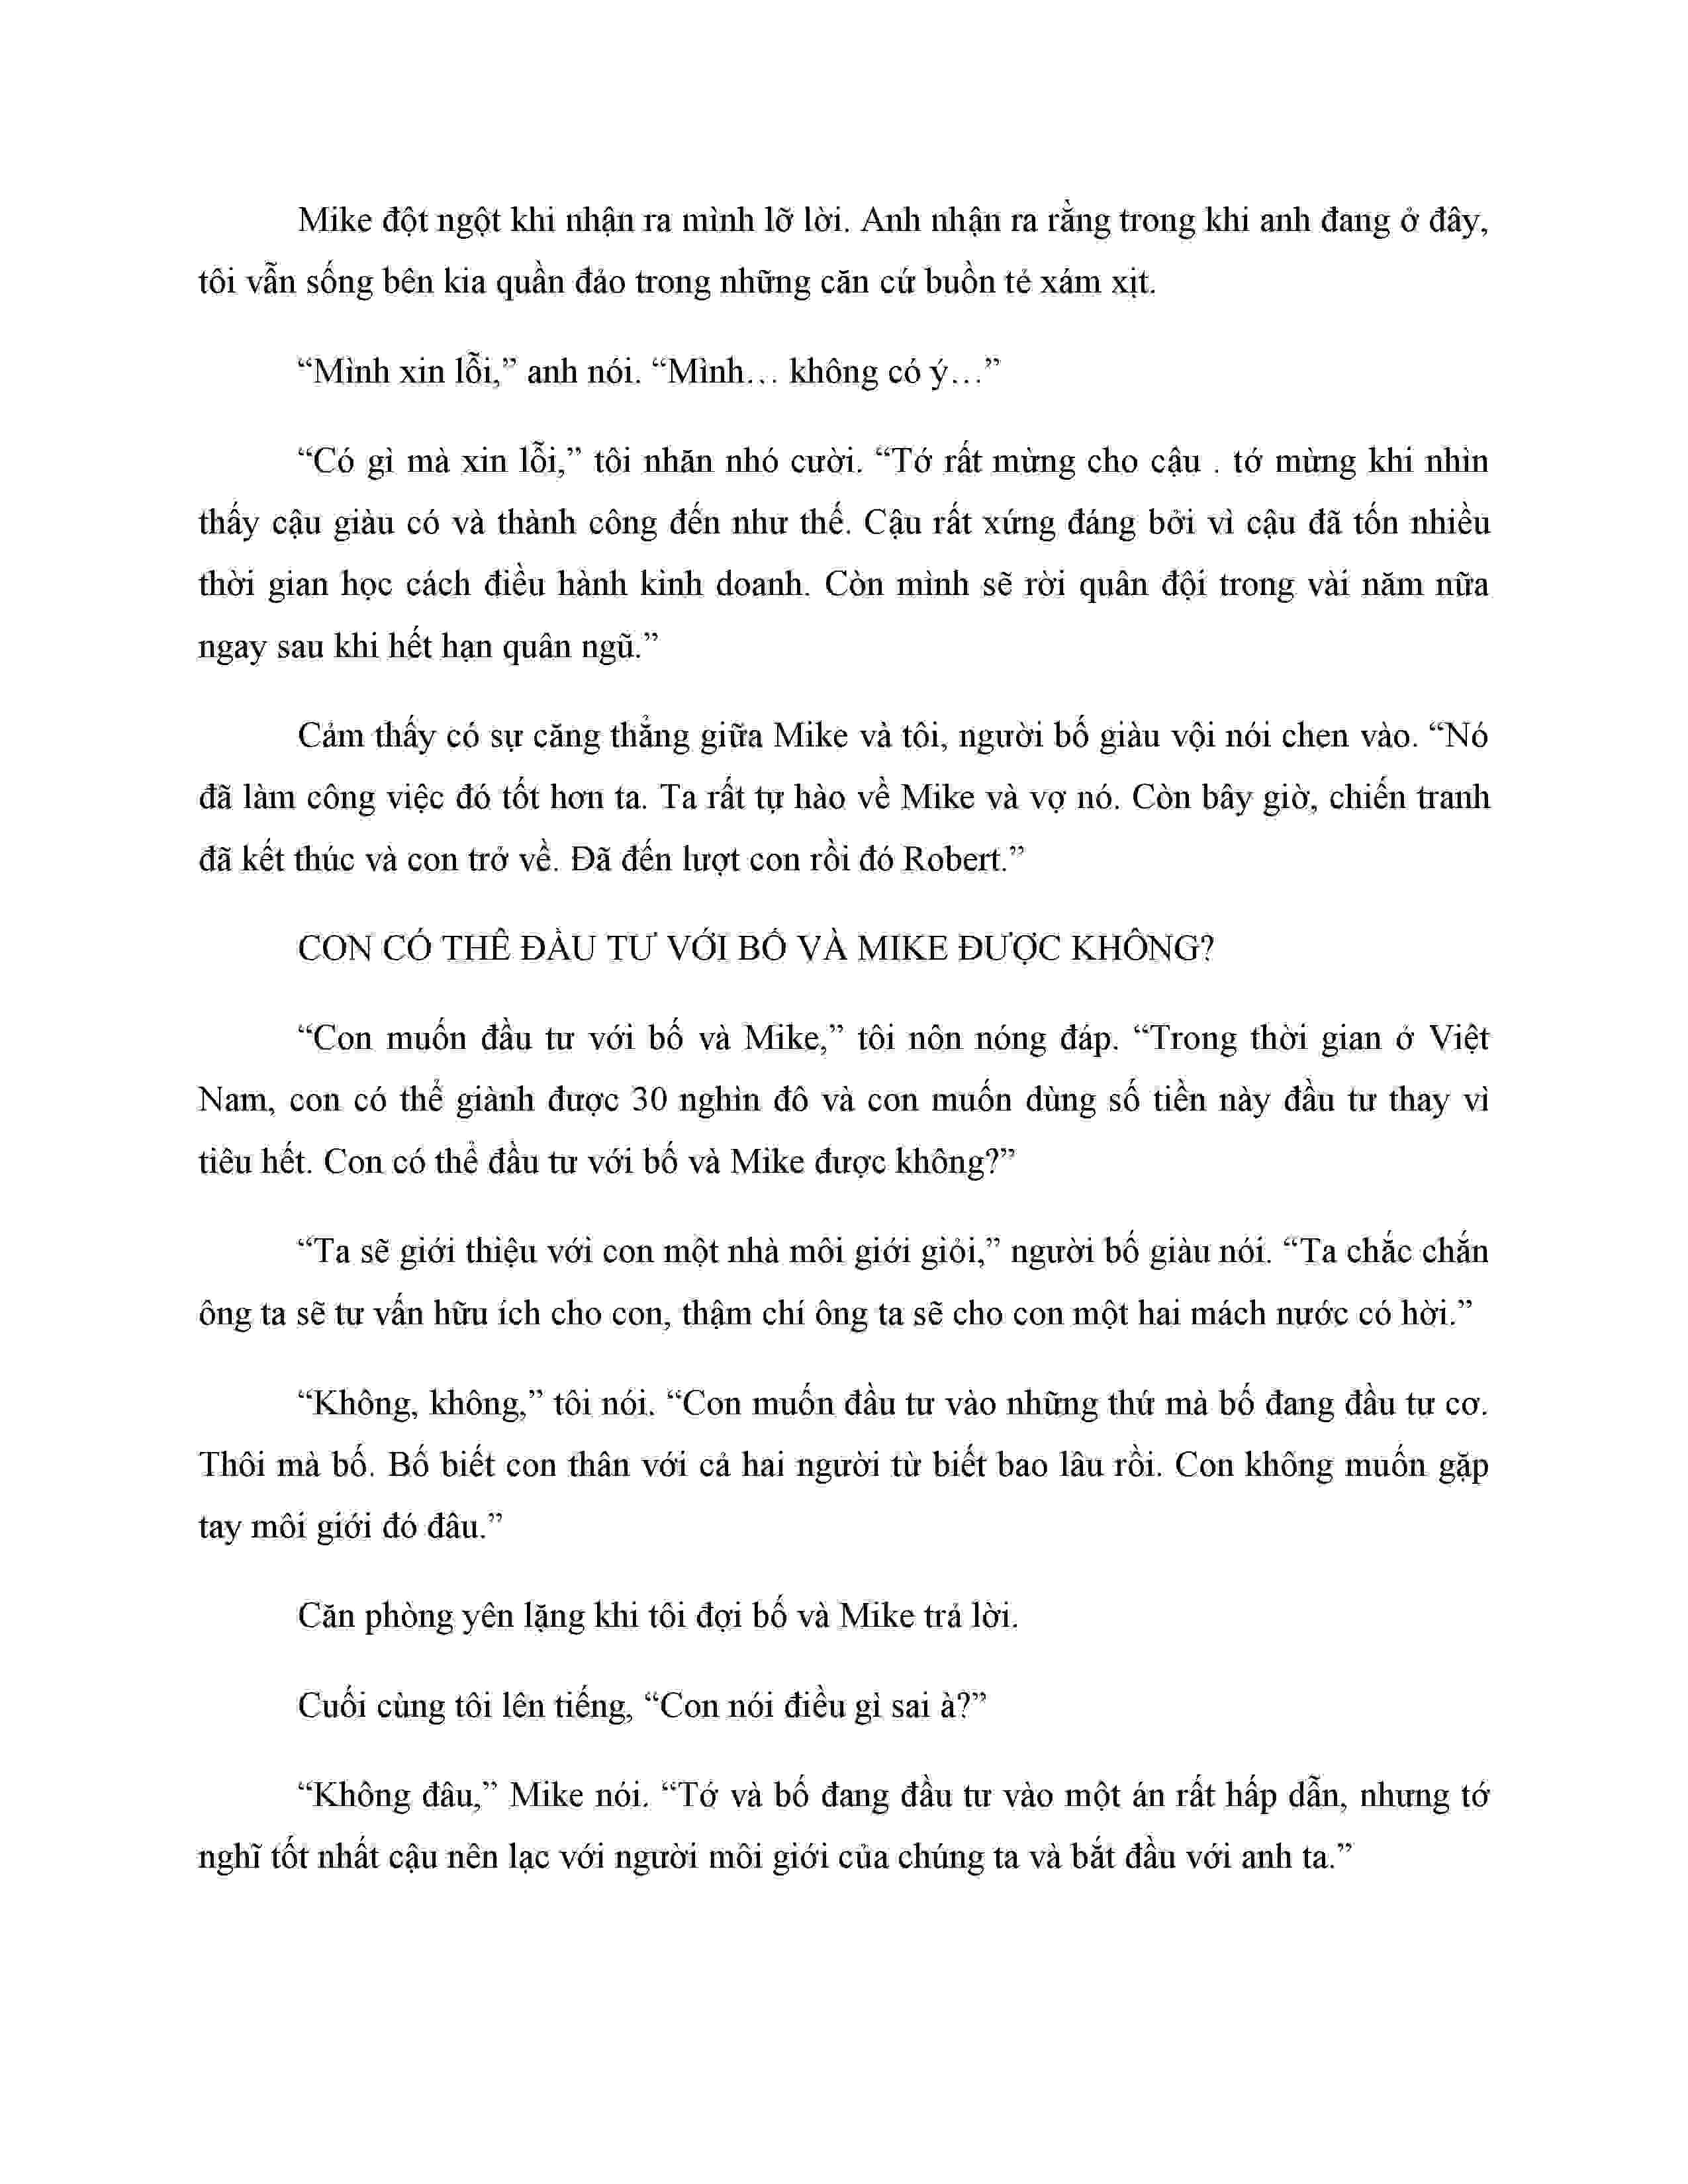 Mike đột ngột khi nhận ra mình lỡ lời. Anh nhận ra rằng trong khi anh đang ở đây,
tôi vẫn sống bên kia quần đảo trong những căn cứ buồn tẻ xám xịt.
“Mình xin lỗi,” anh nói. “Mình… không có ý…”
“Có gì mà xin lỗi,” tôi nhăn nhó cười. “Tớ rất mừng cho cậu . tớ mừng khi nhìn
thấy cậu giàu có và thành công đến như thế. Cậu rất xứng đáng bởi vì cậu đã tốn nhiều
thời gian học cách điều hành kinh doanh. Còn mình sẽ rời quân đội trong vài năm nữa
ngay sau khi hết hạn quân ngũ.”
Cảm thấy có sự căng thẳng giữa Mike và tôi, người bố giàu vội nói chen vào. “Nó
đã làm công việc đó tốt hơn ta. Ta rất tự hào về Mike và vợ nó. Còn bây giờ, chiến tranh
đã kết thúc và con trở về. Đã đến lượt con rồi đó Robert.”
CON CÓ THỂ ĐẦU TƯ VỚI BỐ VÀ MIKE ĐƯỢC KHÔNG?
“Con muốn đầu tư với bố và Mike,” tôi nôn nóng đáp. “Trong thời gian ở Việt
Nam, con có thể giành được 30 nghìn đô và con muốn dùng số tiền này đầu tư thay vì
tiêu hết. Con có thể đầu tư với bố và Mike được không?”
“Ta sẽ giới thiệu với con một nhà môi giới giỏi,” người bố giàu nói. “Ta chắc chắn
ông ta sẽ tư vấn hữu ích cho con, thậm chí ông ta sẽ cho con một hai mách nước có hời.”
“Không, không,” tôi nói. “Con muốn đầu tư vào những thứ mà bố đang đầu tư cơ.
Thôi mà bố. Bố biết con thân với cả hai người từ biết bao lâu rồi. Con không muốn gặp
tay môi giới đó đâu.”
Căn phòng yên lặng khi tôi đợi bố và Mike trả lời.
Cuối cùng tôi lên tiếng, “Con nói điều gì sai à?”
“Không đâu,” Mike nói. “Tớ và bố đang đầu tư vào một án rất hấp dẫn, nhưng tớ
nghĩ tốt nhất cậu nên lạc với người môi giới của chúng ta và bắt đầu với anh ta.”